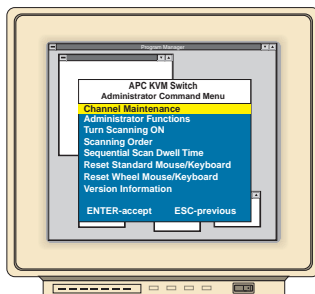 Program Manager
APC KVM Switch
Administrator Command Menu
Channel Maintenance
Administrator Functions
Turn Scanning ON
Scanning Order
Sequential Scan Dwell Time
Reset Standard Mouse/Keyboard
Reset Wheel Mouse/Keyboard
Version Information
ENTER-accept ESC-previous